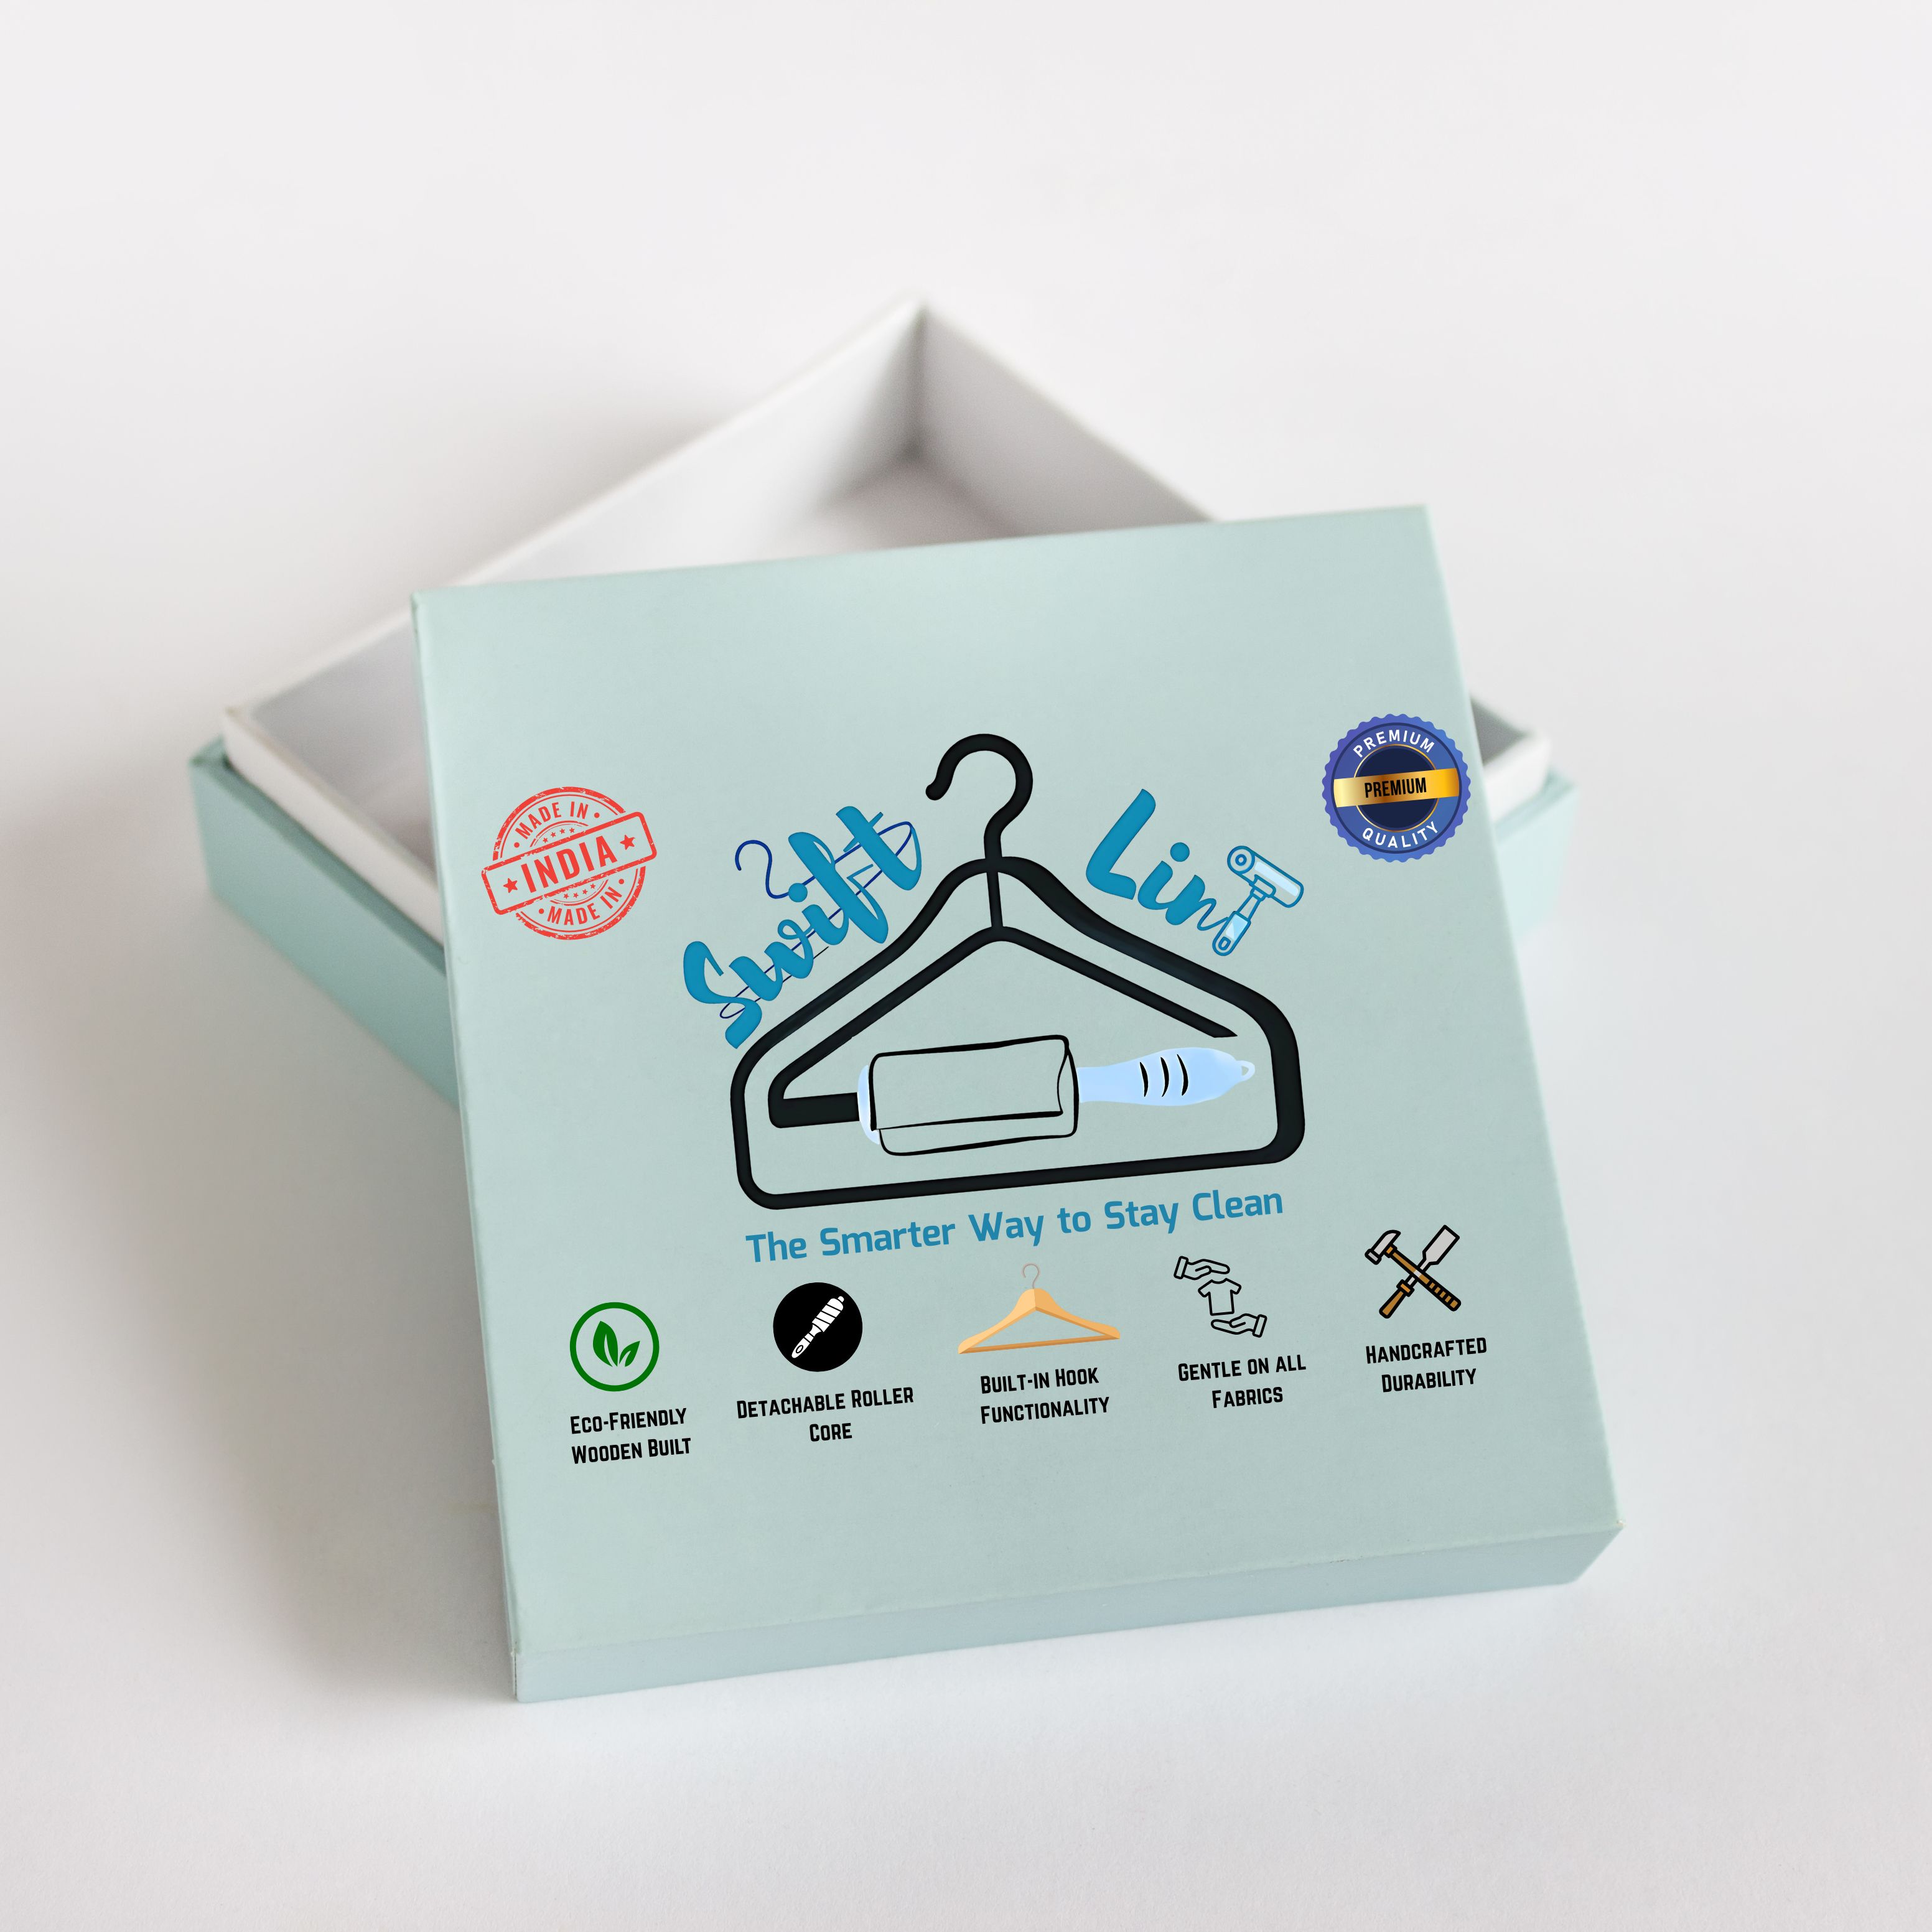 MADE IN
INDIA
MADE IN
Swift
Lint
PREMIUM
PREMIUM
QUALITY
The Smarter Way to Stay Clean
Eco-Friendly
Wooden Built
Detachable Roller
Core
Built-in Hook
Functionality
Gentle on all
Fabrics
Handcrafted
Durability